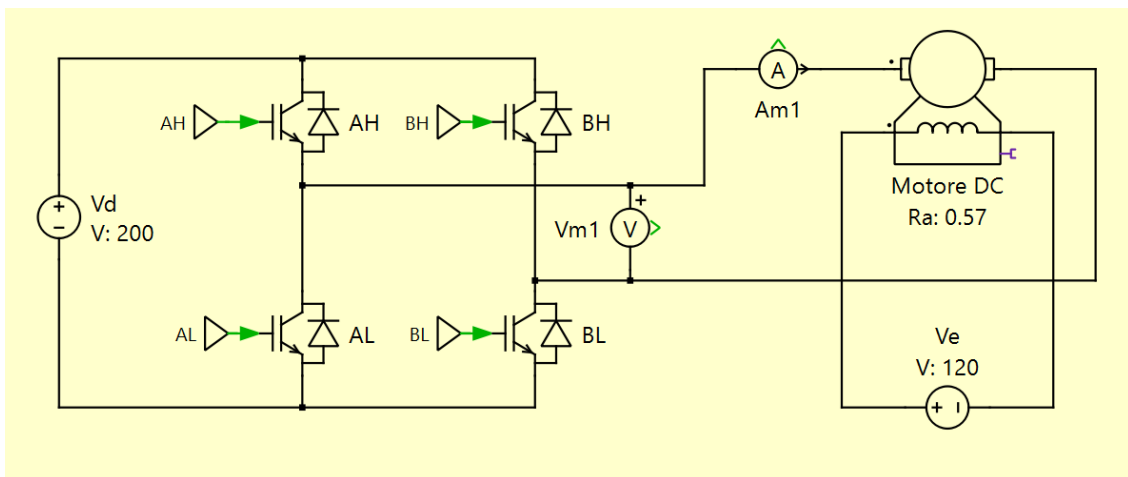 A
Am1
AH
AH
BH
BH
Vd
V: 200
Vm1
V
Motore DC
Ra: 0.57
AL
AL
BL
BL
Ve
V: 120